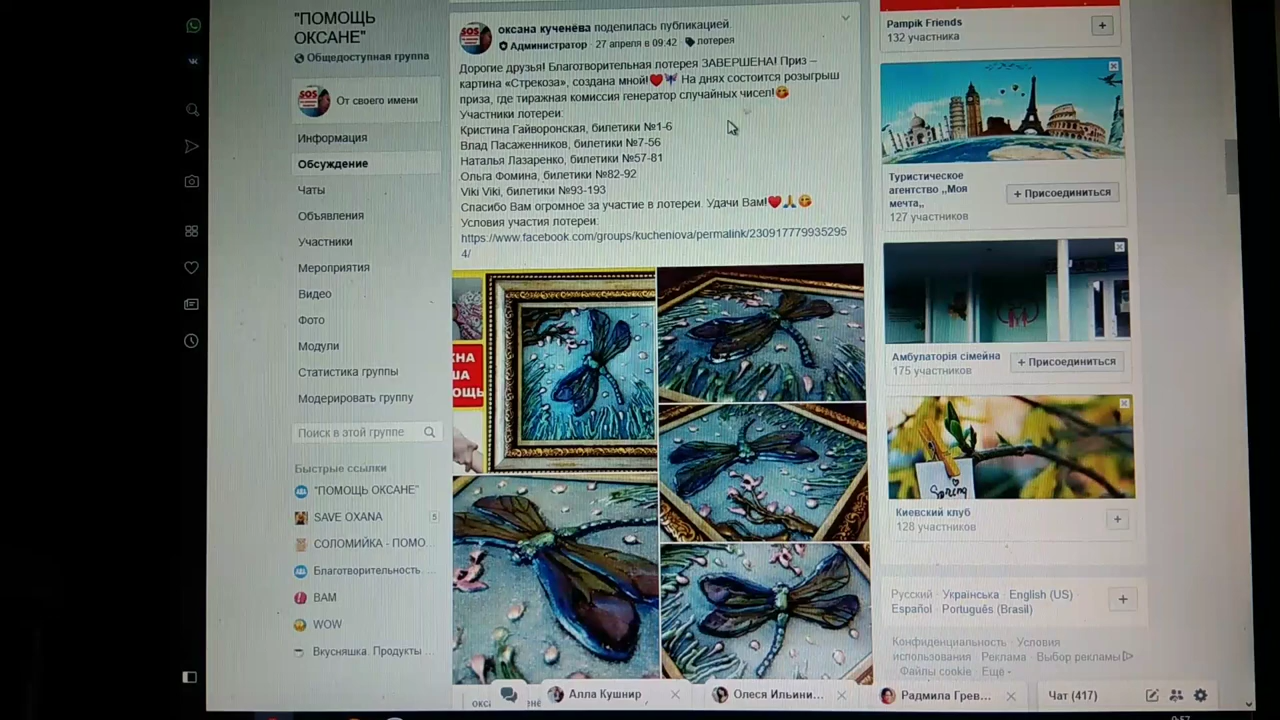 "ПОМОЩЬ
ОКСАНЕ"
Общедоступная группа
SOS
От своего имени
Информация
Обсуждение
Чаты
Объявления
Участники
Мероприятия
Видео
Фото
Модули
Статистика группы
Модерировать группу
Поиск в этой группе
Быстрые ссылки
"ПОМОЩЬ ОКСАНЕ"
SAVE OXANA 5
СОЛОМИЙКА - ПОМО...
Благотворительность ...
BAM
WOW
Вкусняшка. Продукты ...
SOS
оксана кученёва поделилась публикацией.
Администратор · 27 апреля в 09:42 · лотерея
Дорогие друзья! Благотворительная лотерея ЗАВЕРШЕНА! Приз –
картина «Стрекоза», создана мной!❤️🦋 На днях состоится розыгрыш
приза, где тиражная комиссия генератор случайных чисел!🥰
Участники лотереи:
Кристина Гайворонская, билетики №1-6
Влад Пасаженников, билетики №7-56
Наталья Лазаренко, билетики №57-81
Ольга Фомина, билетики №82-92
Viki Viki, билетики №93-193
Спасибо Вам огромное за участие в лотереи. Удачи Вам!❤️🙏🥰
Условия участия лотереи:
https://www.facebook.com/groups/kucheniova/permalink/230917779935295
4/
Pampik Friends
132 участника
Туристическое
агентство ,,Моя
мечта,,
127 участников
+ Присоединиться
Амбулаторія сімейна
175 участников
+ Присоединиться
Spring
Киевский клуб
128 участников
Русский · Українська · English (US)
Español · Português (Brasil)
Конфиденциальность · Условия
использования · Реклама · Выбор рекламы
Файлы cookie · Ещё
Алла Кушнир
Олеся Ильини...
Радмила Грев...
Чат (417)